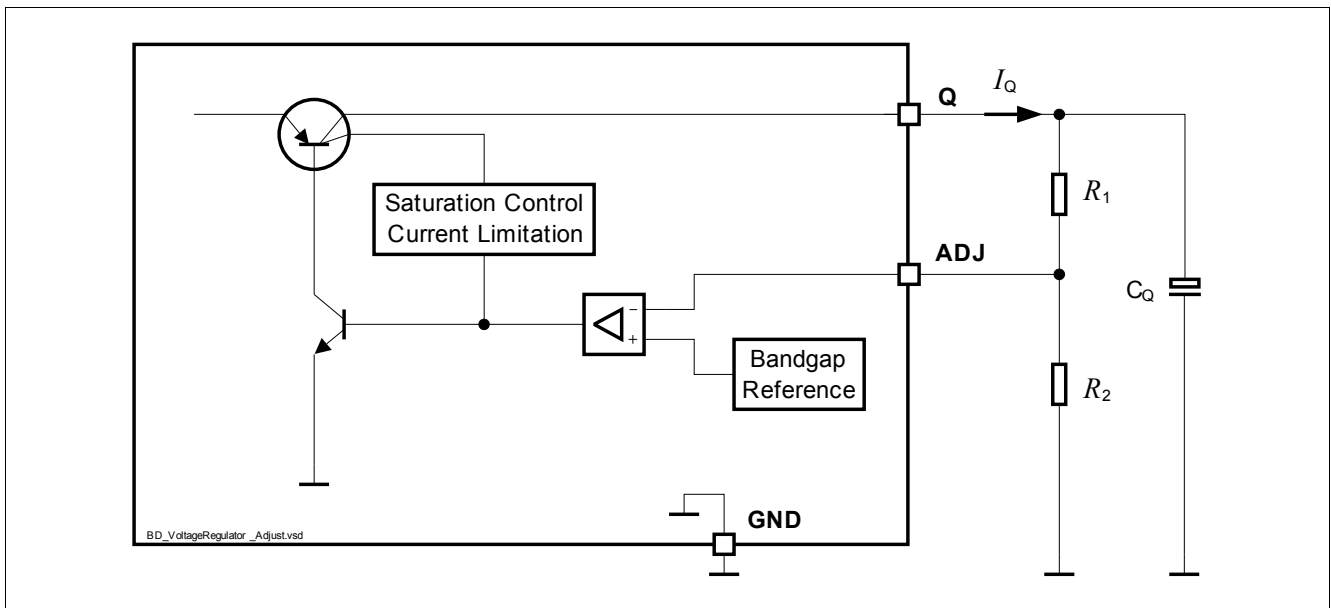 Q
I_Q
Saturation Control
Current Limitation
R_1
ADJ
C_Q
−
+
Bandgap
Reference
R_2
GND
BD_VoltageRegulator _Adjust.vsd